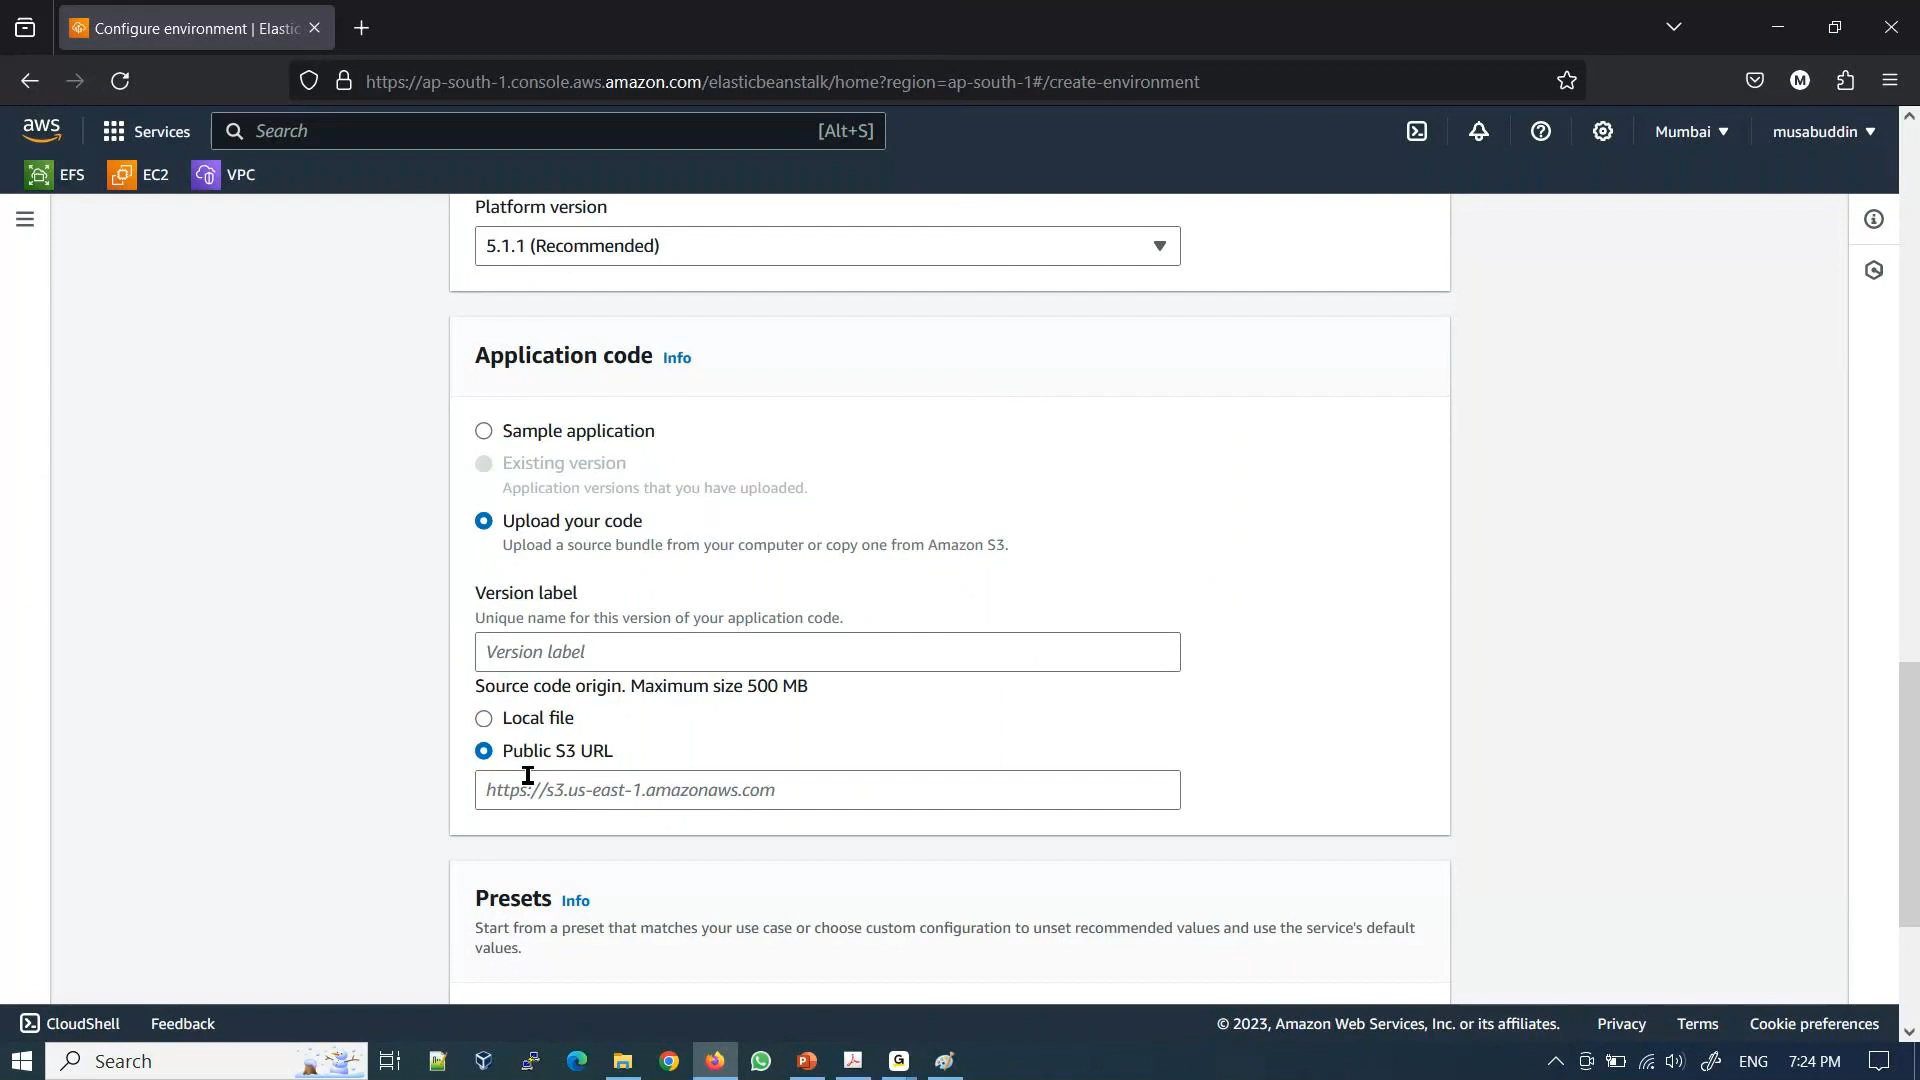 Configure environment | Elastic
https://ap-south-1.console.aws.amazon.com/elasticbeanstalk/home?region=ap-south-1#/create-environment
M
aws
Services
Search
[Alt+S]
Mumbai ▼
musabuddin ▼
EFS
EC2
VPC
Platform version
5.1.1 (Recommended)
Application code Info
Sample application
Existing version
Application versions that you have uploaded.
Upload your code
Upload a source bundle from your computer or copy one from Amazon S3.
Version label
Unique name for this version of your application code.
Version label
Source code origin. Maximum size 500 MB
Local file
Public S3 URL
https://s3.us-east-1.amazonaws.com
Presets Info
Start from a preset that matches your use case or choose custom configuration to unset recommended values and use the service's default
values.
CloudShell
Feedback
© 2023, Amazon Web Services, Inc. or its affiliates.
Privacy
Terms
Cookie preferences
Search
ENG
7:24 PM